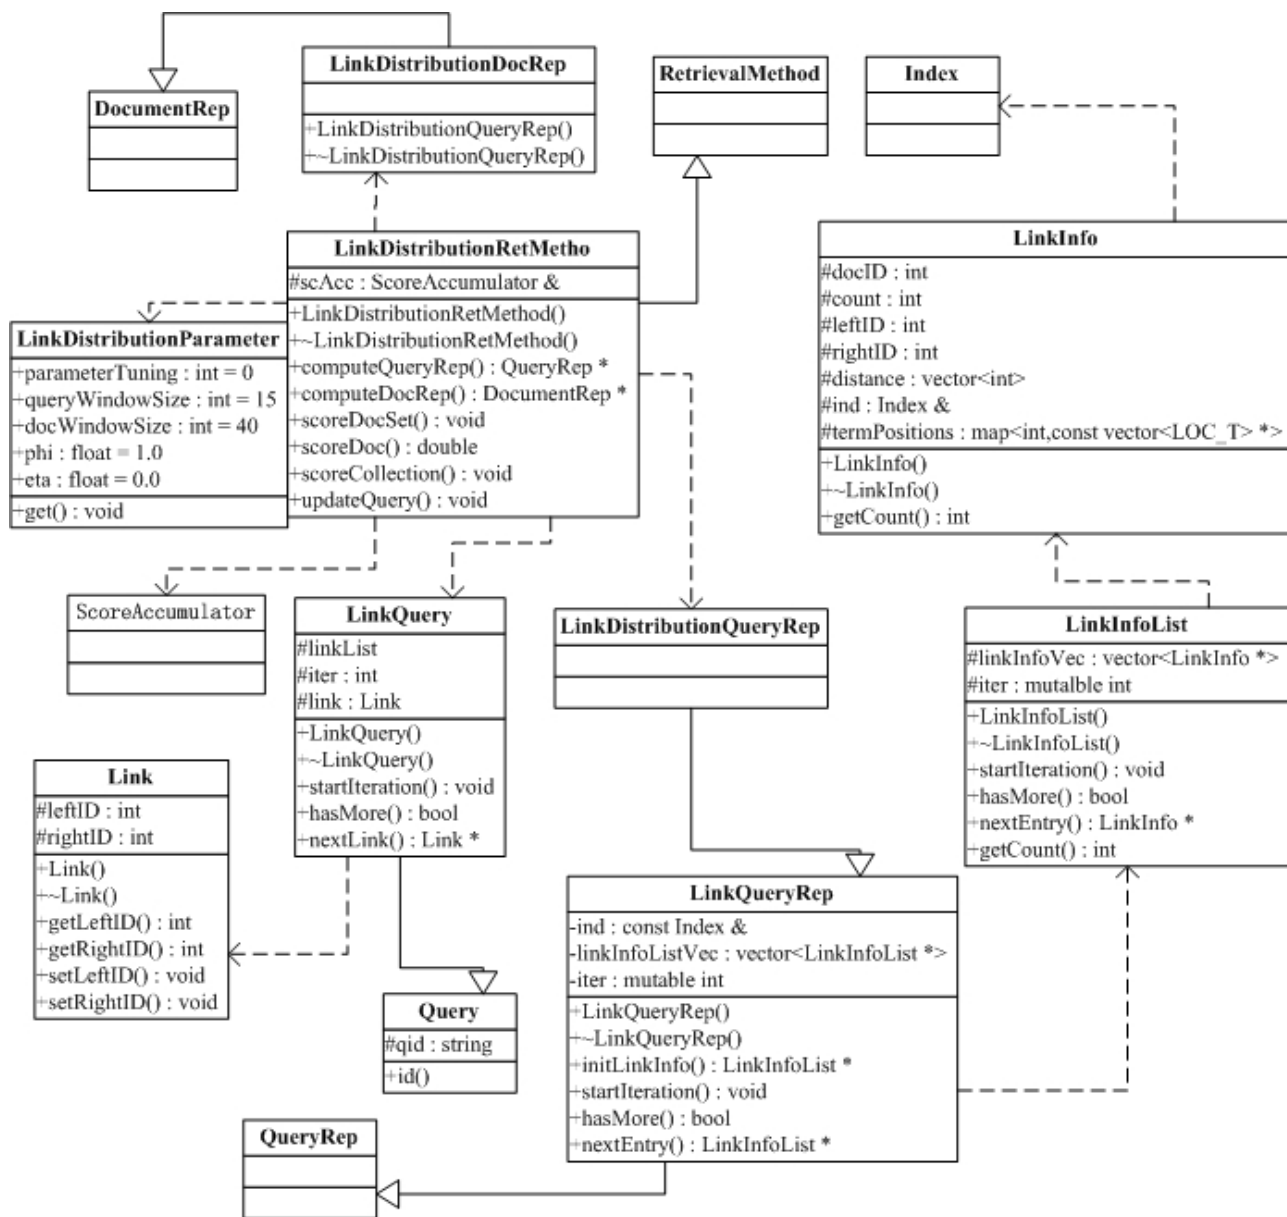 LinkDistributionDocRep
+LinkDistributionQueryRep()
+~LinkDistributionQueryRep()
DocumentRep
RetrievalMethod
Index
LinkDistributionRetMetho
#scAcc : ScoreAccumulator &
+LinkDistributionRetMethod()
+~LinkDistributionRetMethod()
+computeQueryRep() : QueryRep *
+computeDocRep() : DocumentRep *
+scoreDocSet() : void
+scoreDoc() : double
+scoreCollection() : void
+updateQuery() : void
LinkInfo
#docID : int
#count : int
#leftID : int
#rightID : int
#distance : vector<int>
#ind : Index &
#termPositions : map<int,const vector<LOC_T> *>
+LinkInfo()
+~LinkInfo()
+getCount() : int
LinkDistributionParameter
+parameterTuning : int = 0
+queryWindowSize : int = 15
+docWindowSize : int = 40
+phi : float = 1.0
+eta : float = 0.0
+get() : void
ScoreAccumulator
LinkQuery
#linkList
#iter : int
#link : Link
+LinkQuery()
+~LinkQuery()
+startIteration() : void
+hasMore() : bool
+nextLink() : Link *
LinkDistributionQueryRep
LinkInfoList
#linkInfoVec : vector<LinkInfo *>
#iter : mutalble int
+LinkInfoList()
+~LinkInfoList()
+startIteration() : void
+hasMore() : bool
+nextEntry() : LinkInfo *
+getCount() : int
Link
#leftID : int
#rightID : int
+Link()
+~Link()
+getLeftID() : int
+getRightID() : int
+setLeftID() : void
+setRightID() : void
LinkQueryRep
-ind : const Index &
-linkInfoListVec : vector<LinkInfoList *>
-iter : mutable int
+LinkQueryRep()
+~LinkQueryRep()
+initLinkInfo() : LinkInfoList *
+startIteration() : void
+hasMore() : bool
+nextEntry() : LinkInfoList *
Query
#qid : string
+id()
QueryRep